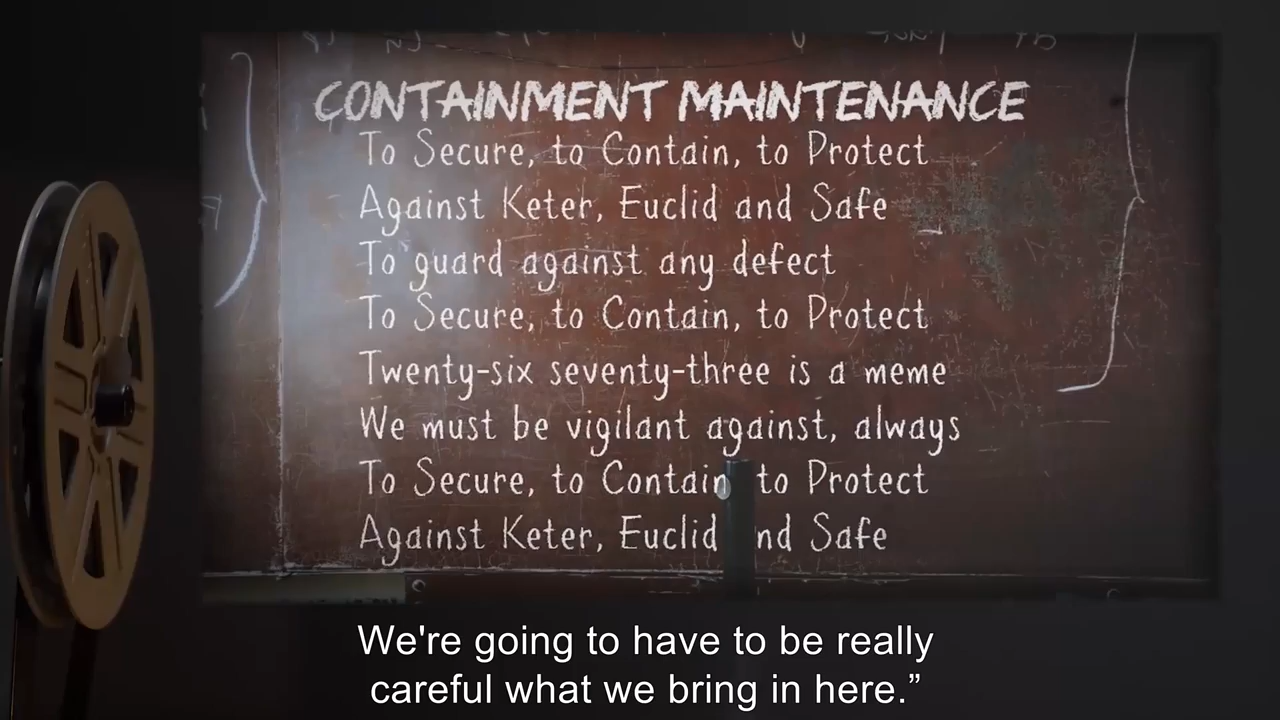 CONTAINMENT MAINTENANCE
To Secure, to Contain, to Protect
Against Keter, Euclid and Safe
To guard against any defect
To Secure, to Contain, to Protect
Twenty-six seventy-three is a meme
We must be vigilant against, always
To Secure, to Contain to Protect
Against Keter, Euclid nd Safe
We're going to have to be really
careful what we bring in here.”